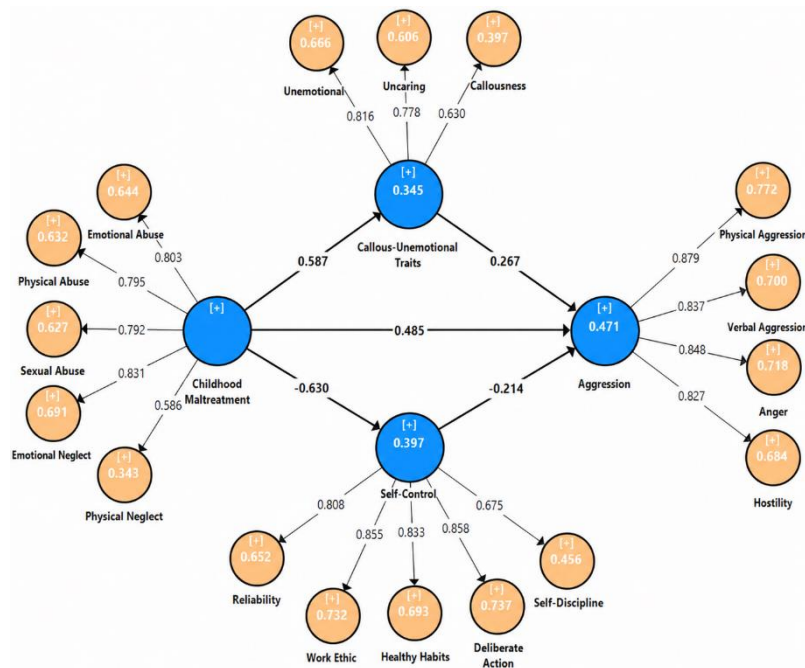 [+]
0.666
Unemotional
[+]
0.606
Uncaring
[+]
0.397
Callousness
0.816
0.778
0.630
[+]
0.345
Callous-Unemotional
Traits
[+]
0.644
Emotional Abuse
[+]
0.632
Physical Abuse
[+]
0.627
Sexual Abuse
[+]
0.691
Emotional Neglect
[+]
0.343
Physical Neglect
0.803
0.795
0.792
0.831
0.586
[+]
Childhood
Maltreatment
0.587
0.267
0.485
-0.630
-0.214
[+]
0.471
Aggression
[+]
0.772
Physical Aggression
[+]
0.700
Verbal Aggression
[+]
0.718
Anger
[+]
0.684
Hostility
0.879
0.837
0.848
0.827
[+]
0.397
Self-Control
0.808
0.855
0.833
0.858
0.675
[+]
0.652
Reliability
[+]
0.732
Work Ethic
[+]
0.693
Healthy Habits
[+]
0.737
Deliberate
Action
[+]
0.456
Self-Discipline